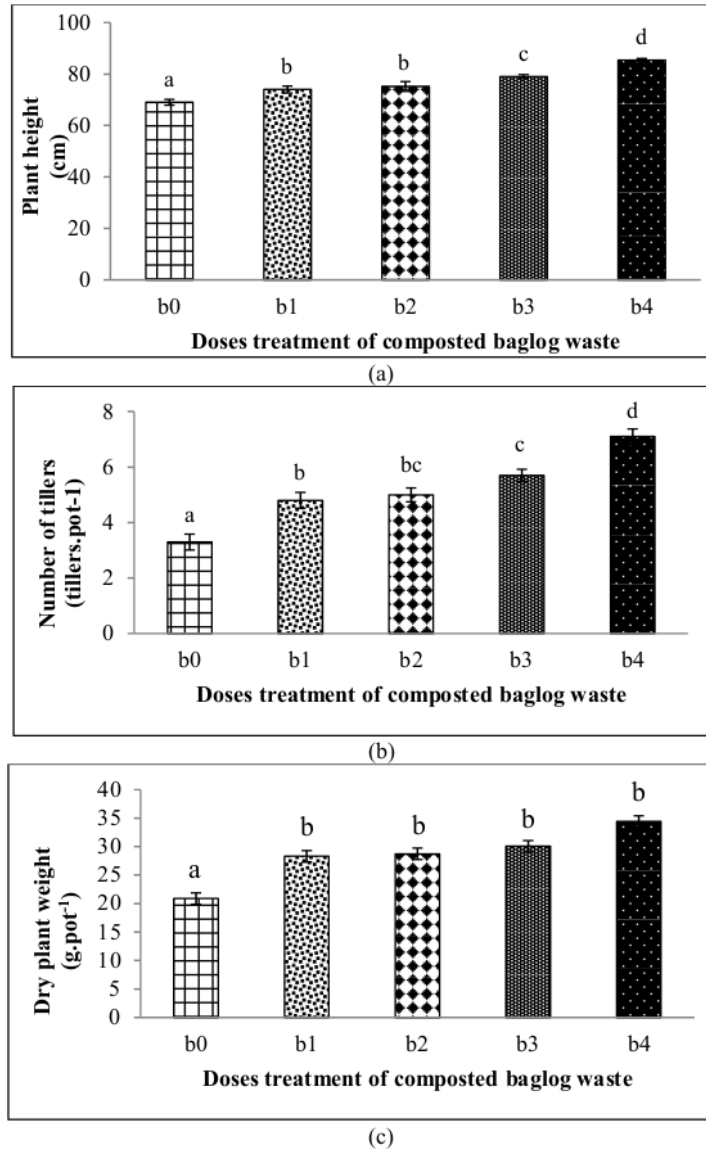 100
80
60
40
20
0
Plant height
(cm)
a
b
b
c
d
b0 b1 b2 b3 b4
Doses treatment of composted baglog waste
(a)
8
6
4
2
0
Number of tillers
(tillers.pot-1)
a
b
bc
c
d
b0 b1 b2 b3 b4
Doses treatment of composted baglog waste
(b)
40
35
30
25
20
15
10
5
0
Dry plant weight
(g.pot⁻¹)
a
b
b
b
b
b0 b1 b2 b3 b4
Doses treatment of composted baglog waste
(c)